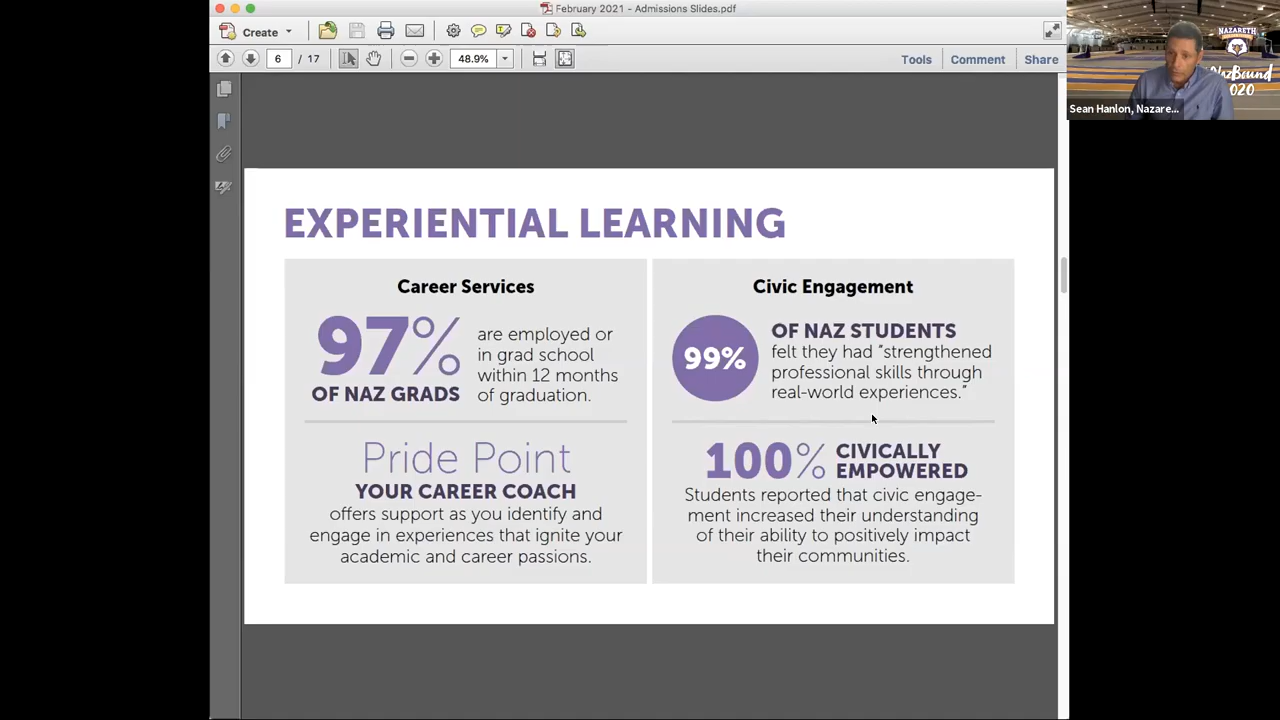 February 2021 - Admissions Slides.pdf
Create
6 / 17
48.9%
Tools
Comment
Share
NAZARETH
NazBound
2020
Sean Hanlon, Nazare...
EXPERIENTIAL LEARNING
Career Services
97%
OF NAZ GRADS
are employed or
in grad school
within 12 months
of graduation.
Pride Point
YOUR CAREER COACH
offers support as you identify and
engage in experiences that ignite your
academic and career passions.
Civic Engagement
99%
OF NAZ STUDENTS
felt they had “strengthened
professional skills through
real-world experiences.”
100% CIVICALLY
EMPOWERED
Students reported that civic engage-
ment increased their understanding
of their ability to positively impact
their communities.